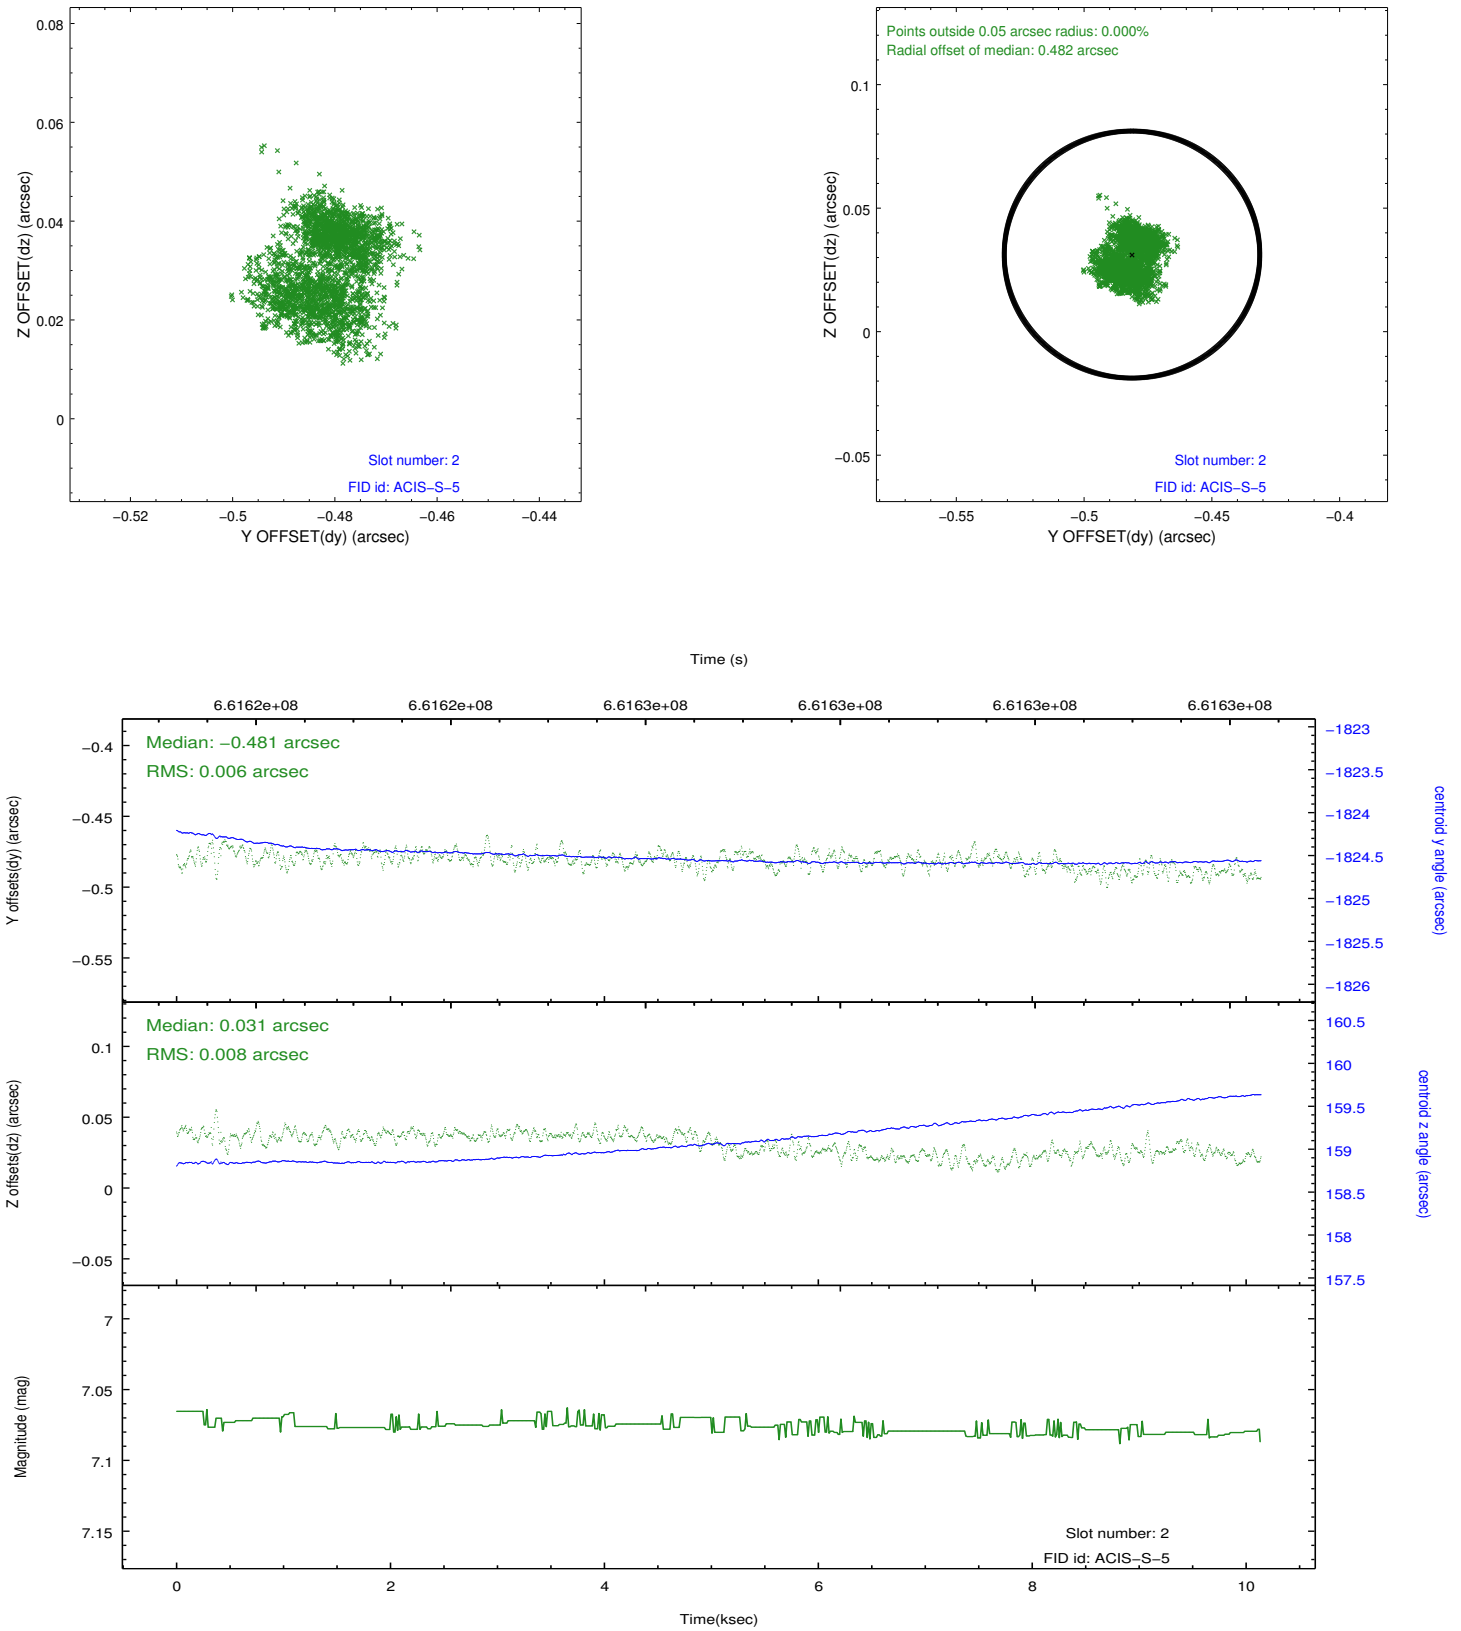 0.08
0.06
0.04
0.02
0
Z OFFSET(dz) (arcsec)
Slot number: 2
FID id: ACIS−S−5
−0.52
−0.5
−0.48
−0.46
−0.44
Y OFFSET(dy) (arcsec)
Points outside 0.05 arcsec radius: 0.000%
Radial offset of median: 0.482 arcsec
0.1
0.05
0
−0.05
Z OFFSET(dz) (arcsec)
Slot number: 2
FID id: ACIS−S−5
−0.55
−0.5
−0.45
−0.4
Y OFFSET(dy) (arcsec)
Time (s)
6.6162e+08
6.6162e+08
6.6163e+08
6.6163e+08
6.6163e+08
6.6163e+08
Median: −0.481 arcsec
RMS: 0.006 arcsec
−0.4
−0.45
−0.5
−0.55
Y offsets(dy) (arcsec)
−1823
−1823.5
−1824
−1824.5
−1825
−1825.5
−1826
centroid y angle (arcsec)
Median: 0.031 arcsec
RMS: 0.008 arcsec
0.1
0.05
0
−0.05
Z offsets(dz) (arcsec)
160.5
160
159.5
159
158.5
158
157.5
centroid z angle (arcsec)
7
7.05
7.1
7.15
Magnitude (mag)
Slot number: 2
FID id: ACIS−S−5
0
2
4
6
8
10
Time(ksec)